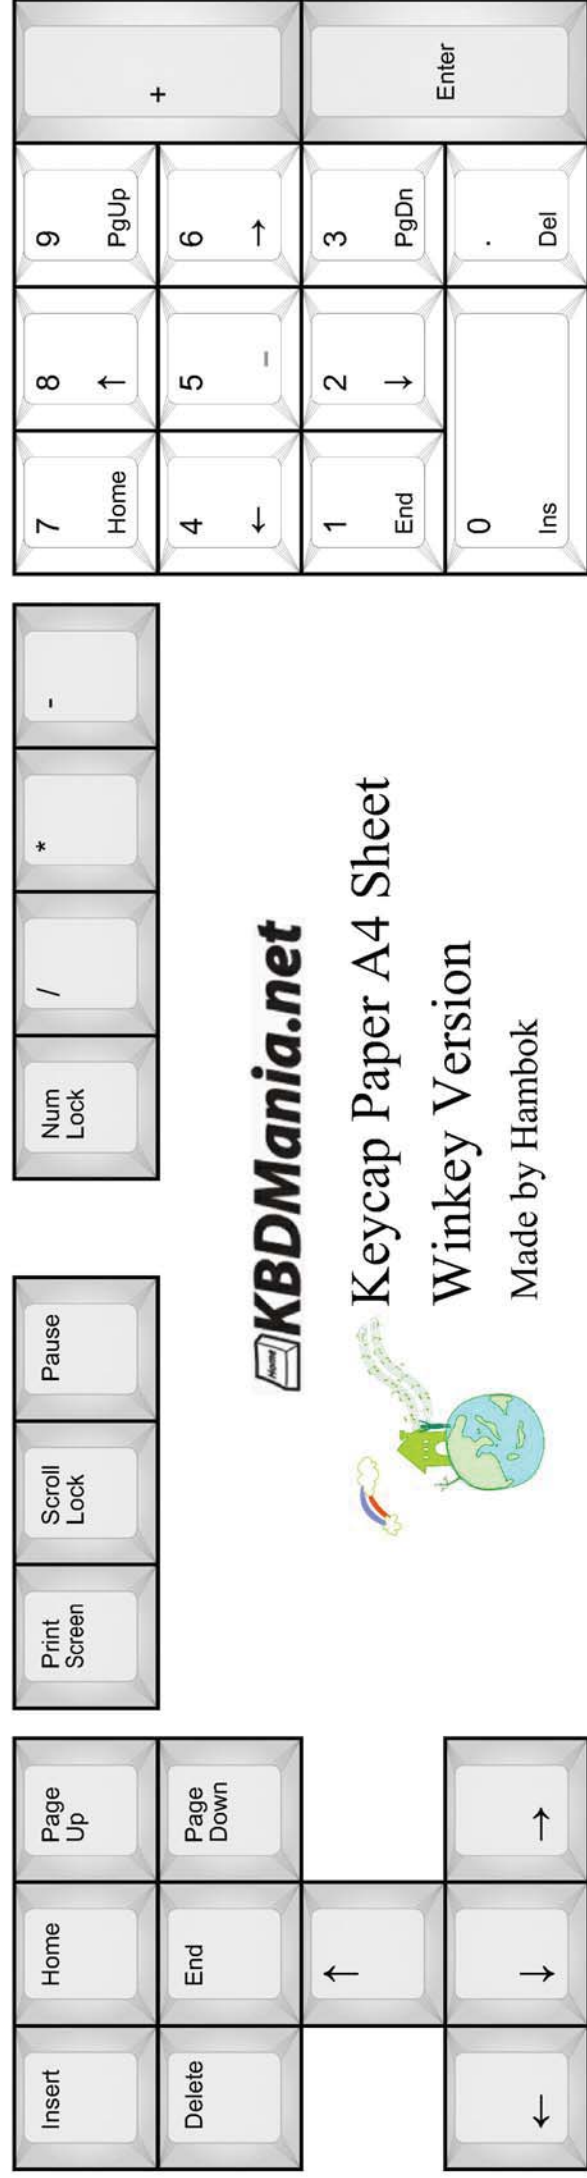 Insert
Home
Page
Up
Delete
End
Page
Down
↑
←
↓
→
Print
Screen
Scroll
Lock
Pause
Num
Lock
/
*
-
Home
KBDMania.net
Keycap Paper A4 Sheet
Winkey Version
Made by Hambok
7
Home
8
↑
9
PgUp
+
4
←
5
–
6
→
1
End
2
↓
3
PgDn
Enter
0
Ins
.
Del